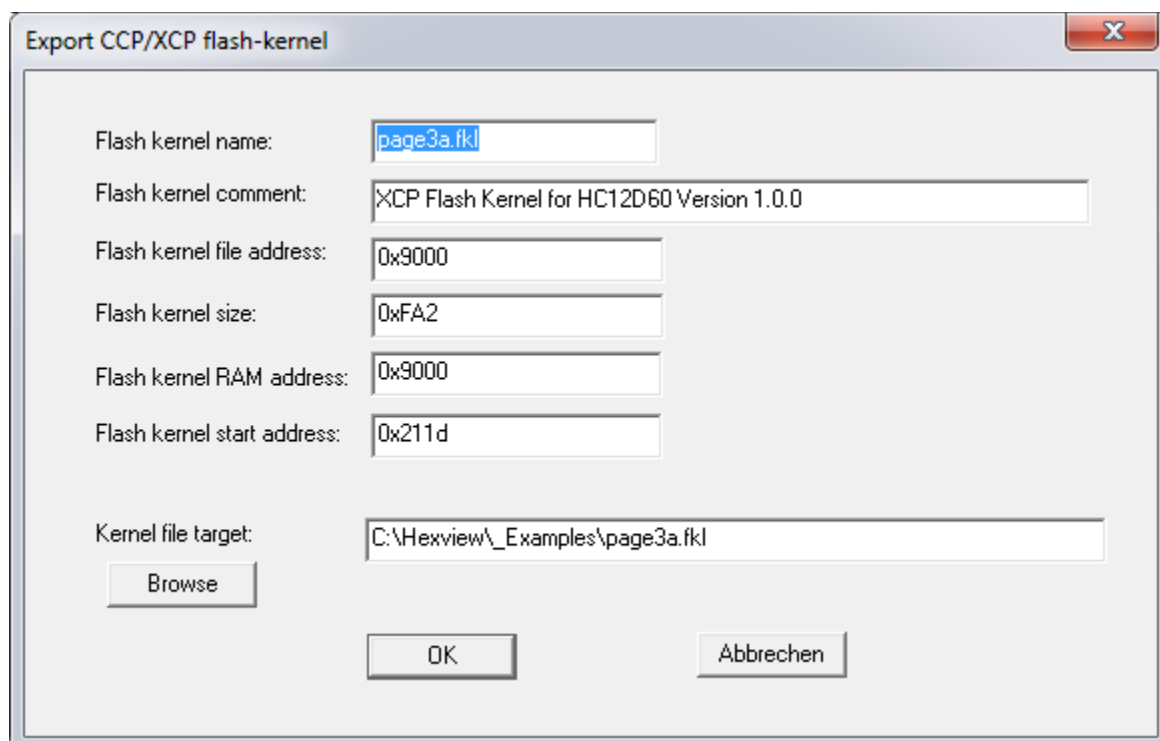 Export CCP/XCP flash-kernel
Flash kernel name: page3a.fkl
Flash kernel comment: XCP Flash Kernel for HC12D60 Version 1.0.0
Flash kernel file address: 0x9000
Flash kernel size: 0xFA2
Flash kernel RAM address: 0x9000
Flash kernel start address: 0x211d
Kernel file target: C:\Hexview\_Examples\page3a.fkl
Browse
OK Abbrechen